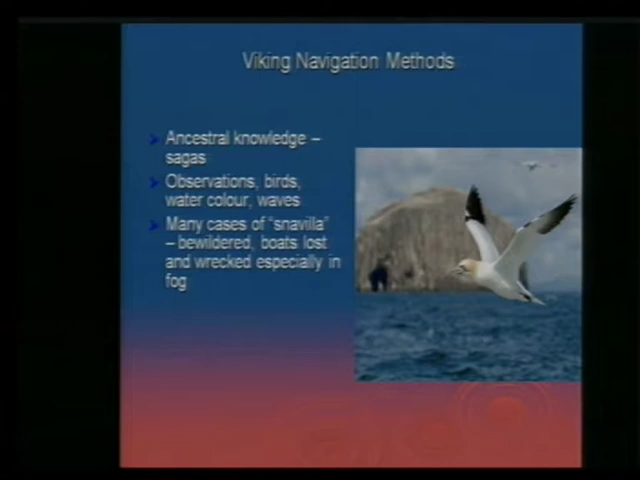 Viking Navigation Methods
Ancestral knowledge –
sagas
Observations, birds,
water colour, waves
Many cases of “snavilla”
– bewildered, boats lost
and wrecked especially in
fog